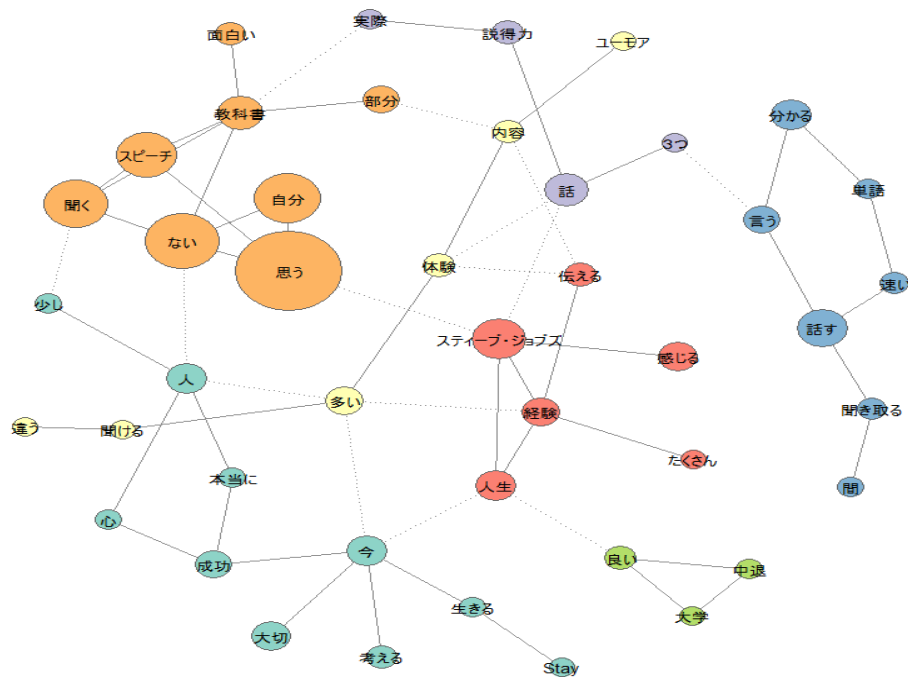 実際
面白い
説得力
ユーモア
部分
教科書
内容
分かる
3つ
スピーチ
話
単語
自分
聞く
言う
ない
思う
体験
伝える
速い
少し
話す
スティーブ・ジョブズ
感じる
人
多い
経験
聞き取る
違う
聞ける
たくさん
本当に
人生
間
心
今
成功
良い
中退
生きる
大学
大切
考える
Stay